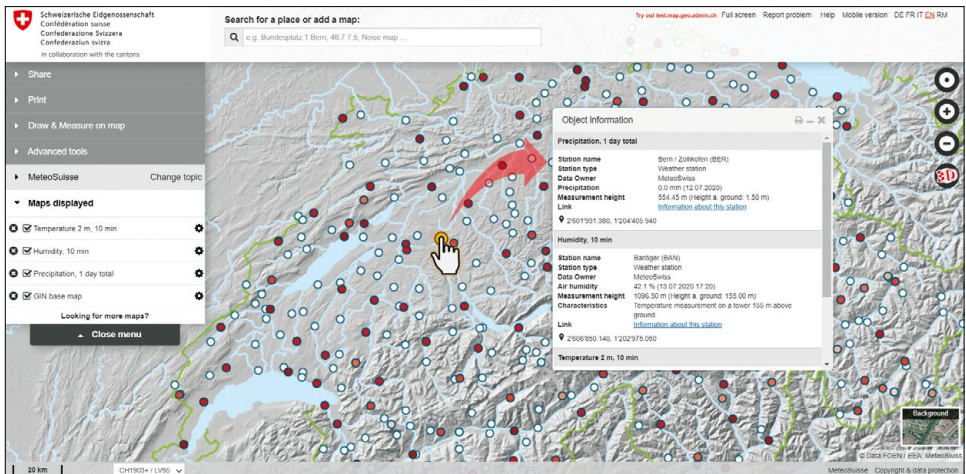 Schweizerische Eidgenossenschaft
Confédération suisse
Confederazione Svizzera
Confederaziun svizra
In collaboration with the cantons
Search for a place or add a map:
e.g. Bundesplatz 1 Bern, 46.7 7.5, Noise map ...
Try out test.map.geo.admin.ch Full screen Report problem Help Mobile version DE FR IT EN RM
Share
Print
Draw & Measure on map
Advanced tools
MeteoSuisse Change topic
Maps displayed
Temperature 2 m, 10 min
Humidity, 10 min
Precipitation, 1 day total
GIN base map
Looking for more maps?
Close menu
Object information
Precipitation, 1 day total
Station name Bern / Zollikofen (BER)
Station type Weather station
Data Owner MeteoSwiss
Precipitation 0.0 mm (12.07.2020)
Measurement height 554.45 m (Height a. ground: 1.50 m)
Link Information about this station
2'601'931.380, 1'204'405.940
Humidity, 10 min
Station name Bantiger (BAN)
Station type Weather station
Data Owner MeteoSwiss
Air humidity 42.1 % (13.07.2020 17:20)
Measurement height 1096.50 m (Height a. ground: 155.00 m)
Characteristics Temperature measurement on a tower 155 m above
ground
Link Information about this station
2'606'850.140, 1'202'975.050
Temperature 2 m, 10 min
3D
Background
© Data:FOEN / EEA, MeteoSwiss
20 km
CH1903+ / LV95
MeteoSuisse Copyright & data protection